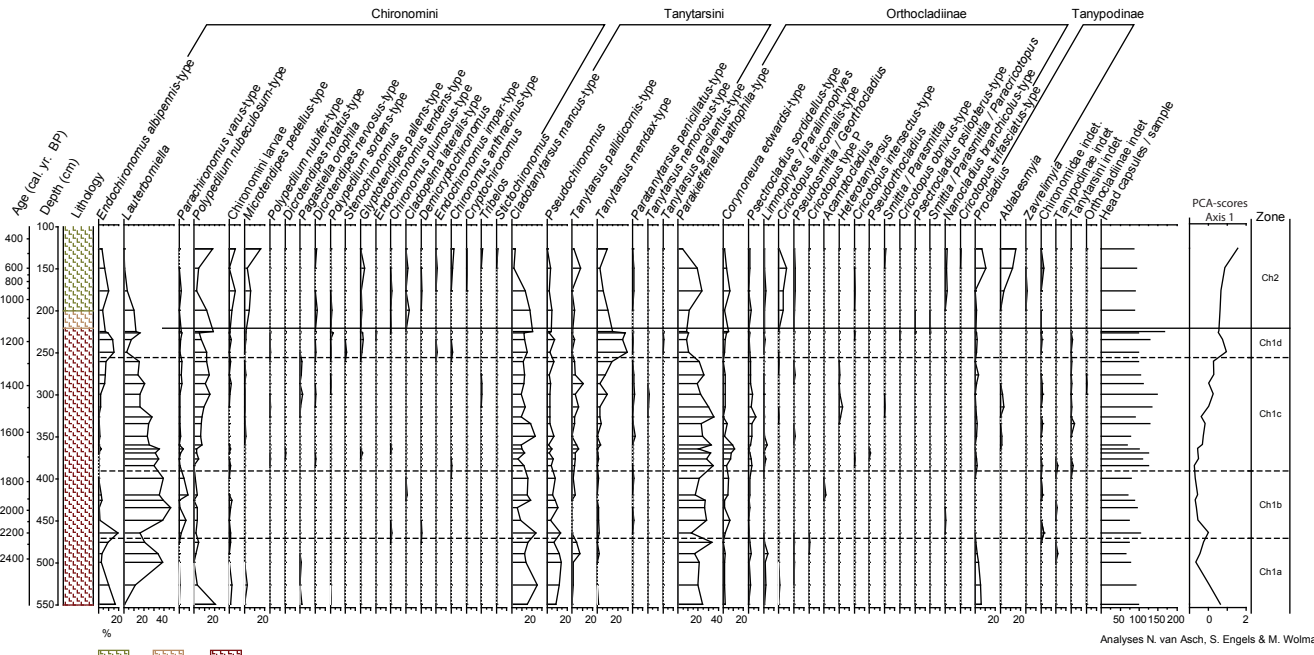 Chironomini
Tanytarsini
Orthocladiinae
Tanypodinae
Age (cal. yr. BP)
Depth (cm)
Lithology
Endochironomus albipennis-type
Lauterborniella
Parachironomus varus-type
Polypedilum nubeculosum-type
Chironomini larvae
Microtendipes pedellus-type
Polypedilum nubifer-type
Dicrotendipes notatus-type
Pagastiella orophila
Dicrotendipes nervosus-type
Polypedilum sordens-type
Stenochironomus
Glyptotendipes pallens-type
Endochironomus tendens-type
Chironomus plumosus-type
Cladopelma lateralis-type
Demicryptochironomus
Endochironomus impar-type
Chironomus anthracinus-type
Cryptochironomus
Tribelos
Stictochironomus
Cladotanytarsus mancus-type
Pseudochironomus
Tanytarsus pallidicornis-type
Tanytarsus mendax-type
Paratanytarsus penicillatus-type
Tanytarsus nemorosus-type
Tanytarsus gracilentus-type
Parakiefferiella bathophila-type
Corynoneura edwardsi-type
Psectrocladius sordidellus-type
Limnophyes / Paralimnophyes
Cricotopus laricomalis-type
Pseudosmittia / Georthocladius
Cricotopus type P
Acamptocladius
Heterotanytarsus
Cricotopus intersectus-type
Pseudorthocladius
Smittia / Parasmittia
Cricotopus obnixus-type
Psectrocladius psilopterus-type
Smittia / Parasmittia / Paracricotopus
Nanocladius branchicolus-type
Cricotopus trifasciatus-type
Procladius
Ablabesmyia
Zavrelimyia
Chironomidae indet.
Tanypodinae indet
Tanytarsini indet
Orthocladiinae indet
Head capsules / sample
PCA-scores
Axis 1
Zone
400
600
800
1000
1200
1400
1600
1800
2000
2200
2400
100
150
200
250
300
350
400
450
500
550
Ch2
Ch1d
Ch1c
Ch1b
Ch1a
20 20 40 20 20 20 20 20 20 20 20 20 20 20 50 100 150 200 0 2
%
Analyses N. van Asch, S. Engels & M. Wolma